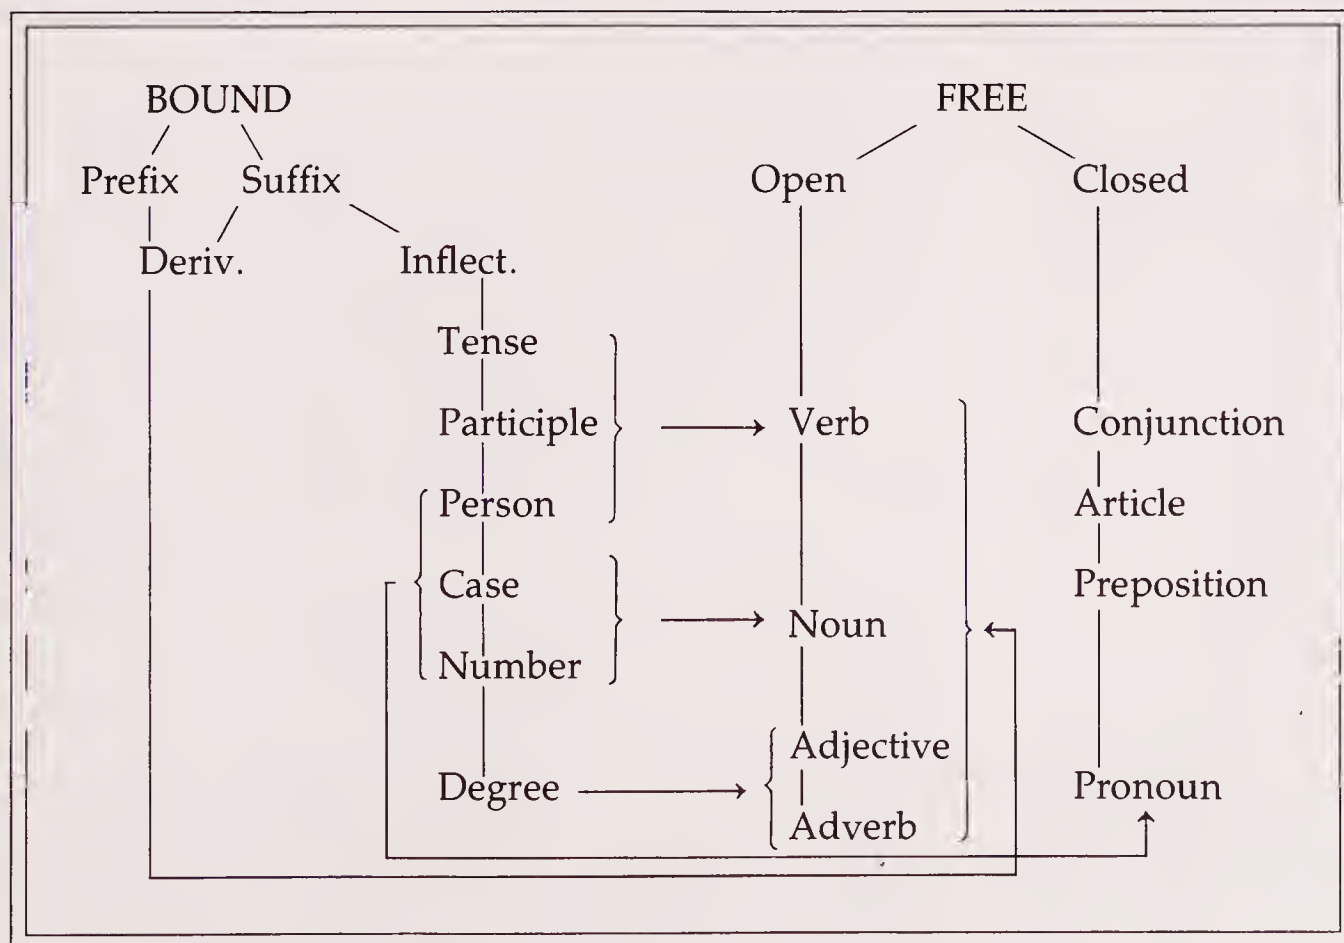 BOUND FREE
Prefix Suffix Open Closed
Deriv. Inflect.
Tense
Participle Verb Conjunction
Person Article
Case Preposition
Number Noun
Adjective
Degree Pronoun
Adverb